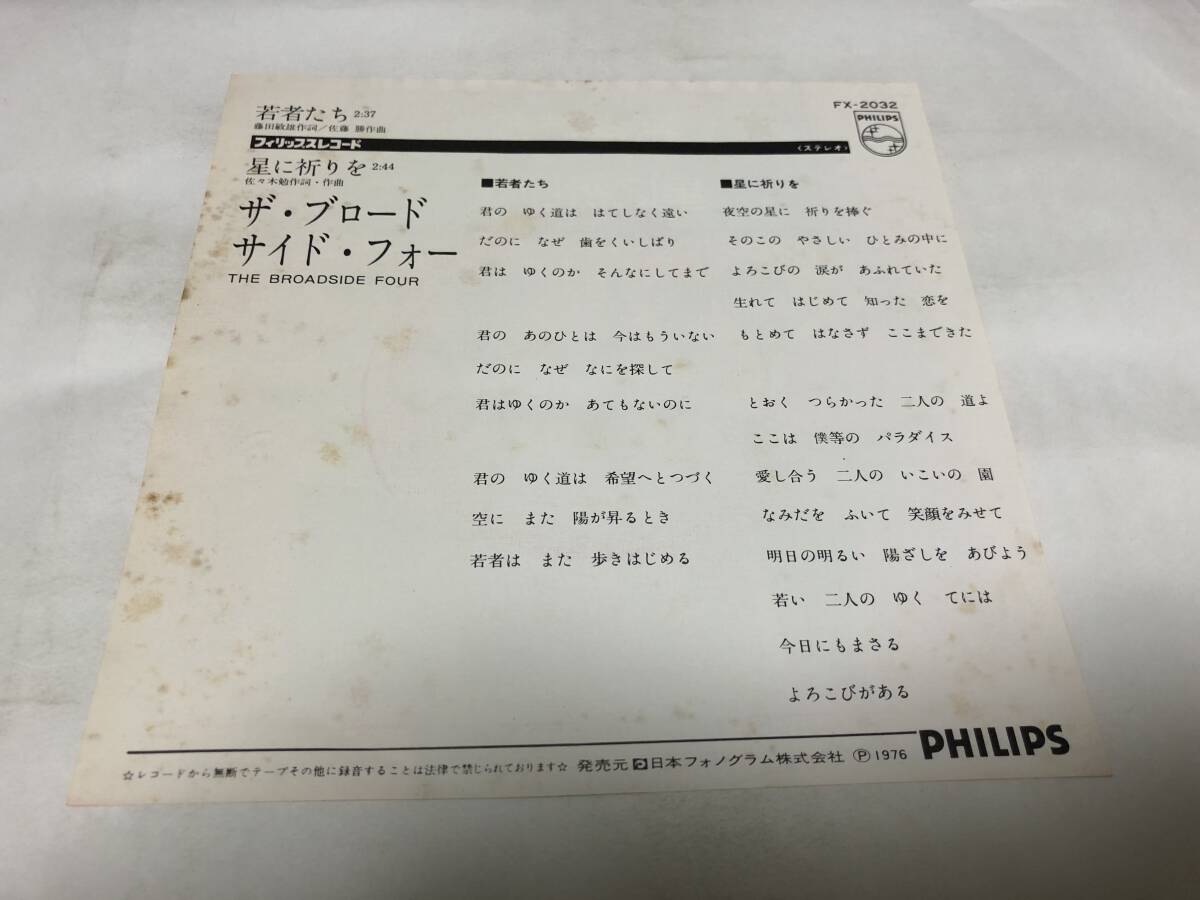 若者たち 2:37
藤田敏雄作詞／佐藤 勝作曲
フィリップスレコード
星に祈りを 2:44
佐々木勉作詞・作曲
ザ・ブロード
サイド・フォー
THE BROADSIDE FOUR
FX-2032
PHILIPS
〈ステレオ〉
■若者たち
君の ゆく道は はてしなく遠い
だのに なぜ 歯をくいしばり
君は ゆくのか そんなにしてまで
君の あのひとは 今はもういない
だのに なぜ なにを探して
君はゆくのか あてもないのに
君の ゆく道は 希望へとつづく
空に また 陽が昇るとき
若者は また 歩きはじめる
■星に祈りを
夜空の星に 祈りを捧ぐ
そのこの やさしい ひとみの中に
よろこびの 涙が あふれていた
生れて はじめて 知った 恋を
もとめて はなさず ここまできた
とおく つらかった 二人の 道よ
ここは 僕等の パラダイス
愛し合う 二人の いこいの 園
なみだを ふいて 笑顔をみせて
明日の明るい 陽ざしを あびよう
若い 二人の ゆく てには
今日にもまさる
よろこびがある
☆レコードから無断でテープその他に録音することは法律で禁じられております☆ 発売元 日本フォノグラム株式会社 Ⓟ1976 PHILIPS